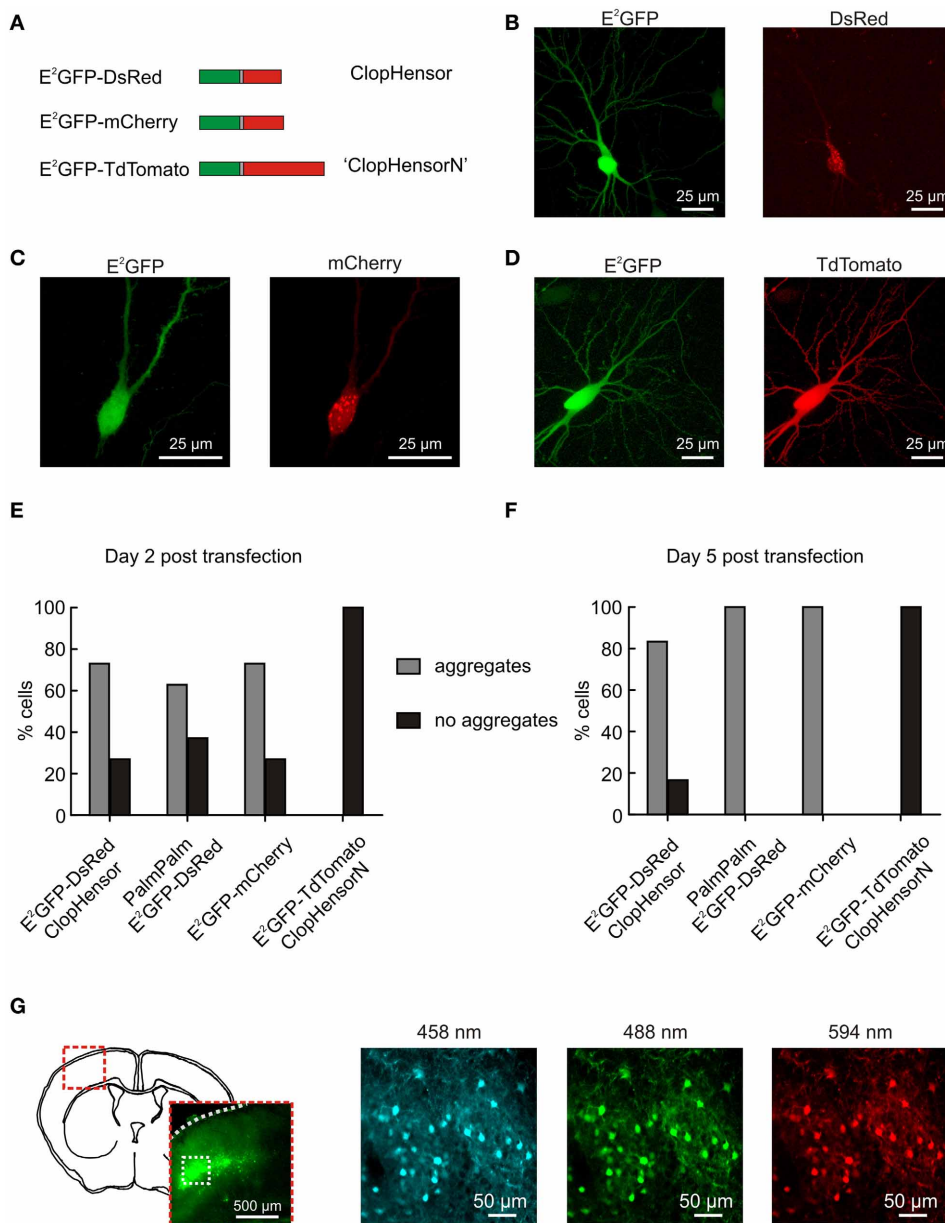 A
E²GFP-DsRed ClopHensor
E²GFP-mCherry
E²GFP-TdTomato 'ClopHensorN'
B
E²GFP DsRed
25 µm 25 µm
C
E²GFP mCherry
25 µm 25 µm
D
E²GFP TdTomato
25 µm 25 µm
E
Day 2 post transfection
100
80
60
40
20
0
% cells
E²GFP-DsRed
ClopHensor
PalmPalm
E²GFP-DsRed
E²GFP-mCherry
E²GFP-TdTomato
ClopHensorN
aggregates
no aggregates
F
Day 5 post transfection
100
80
60
40
20
0
% cells
E²GFP-DsRed
ClopHensor
PalmPalm
E²GFP-DsRed
E²GFP-mCherry
E²GFP-TdTomato
ClopHensorN
G
500 µm
458 nm 488 nm 594 nm
50 µm 50 µm 50 µm